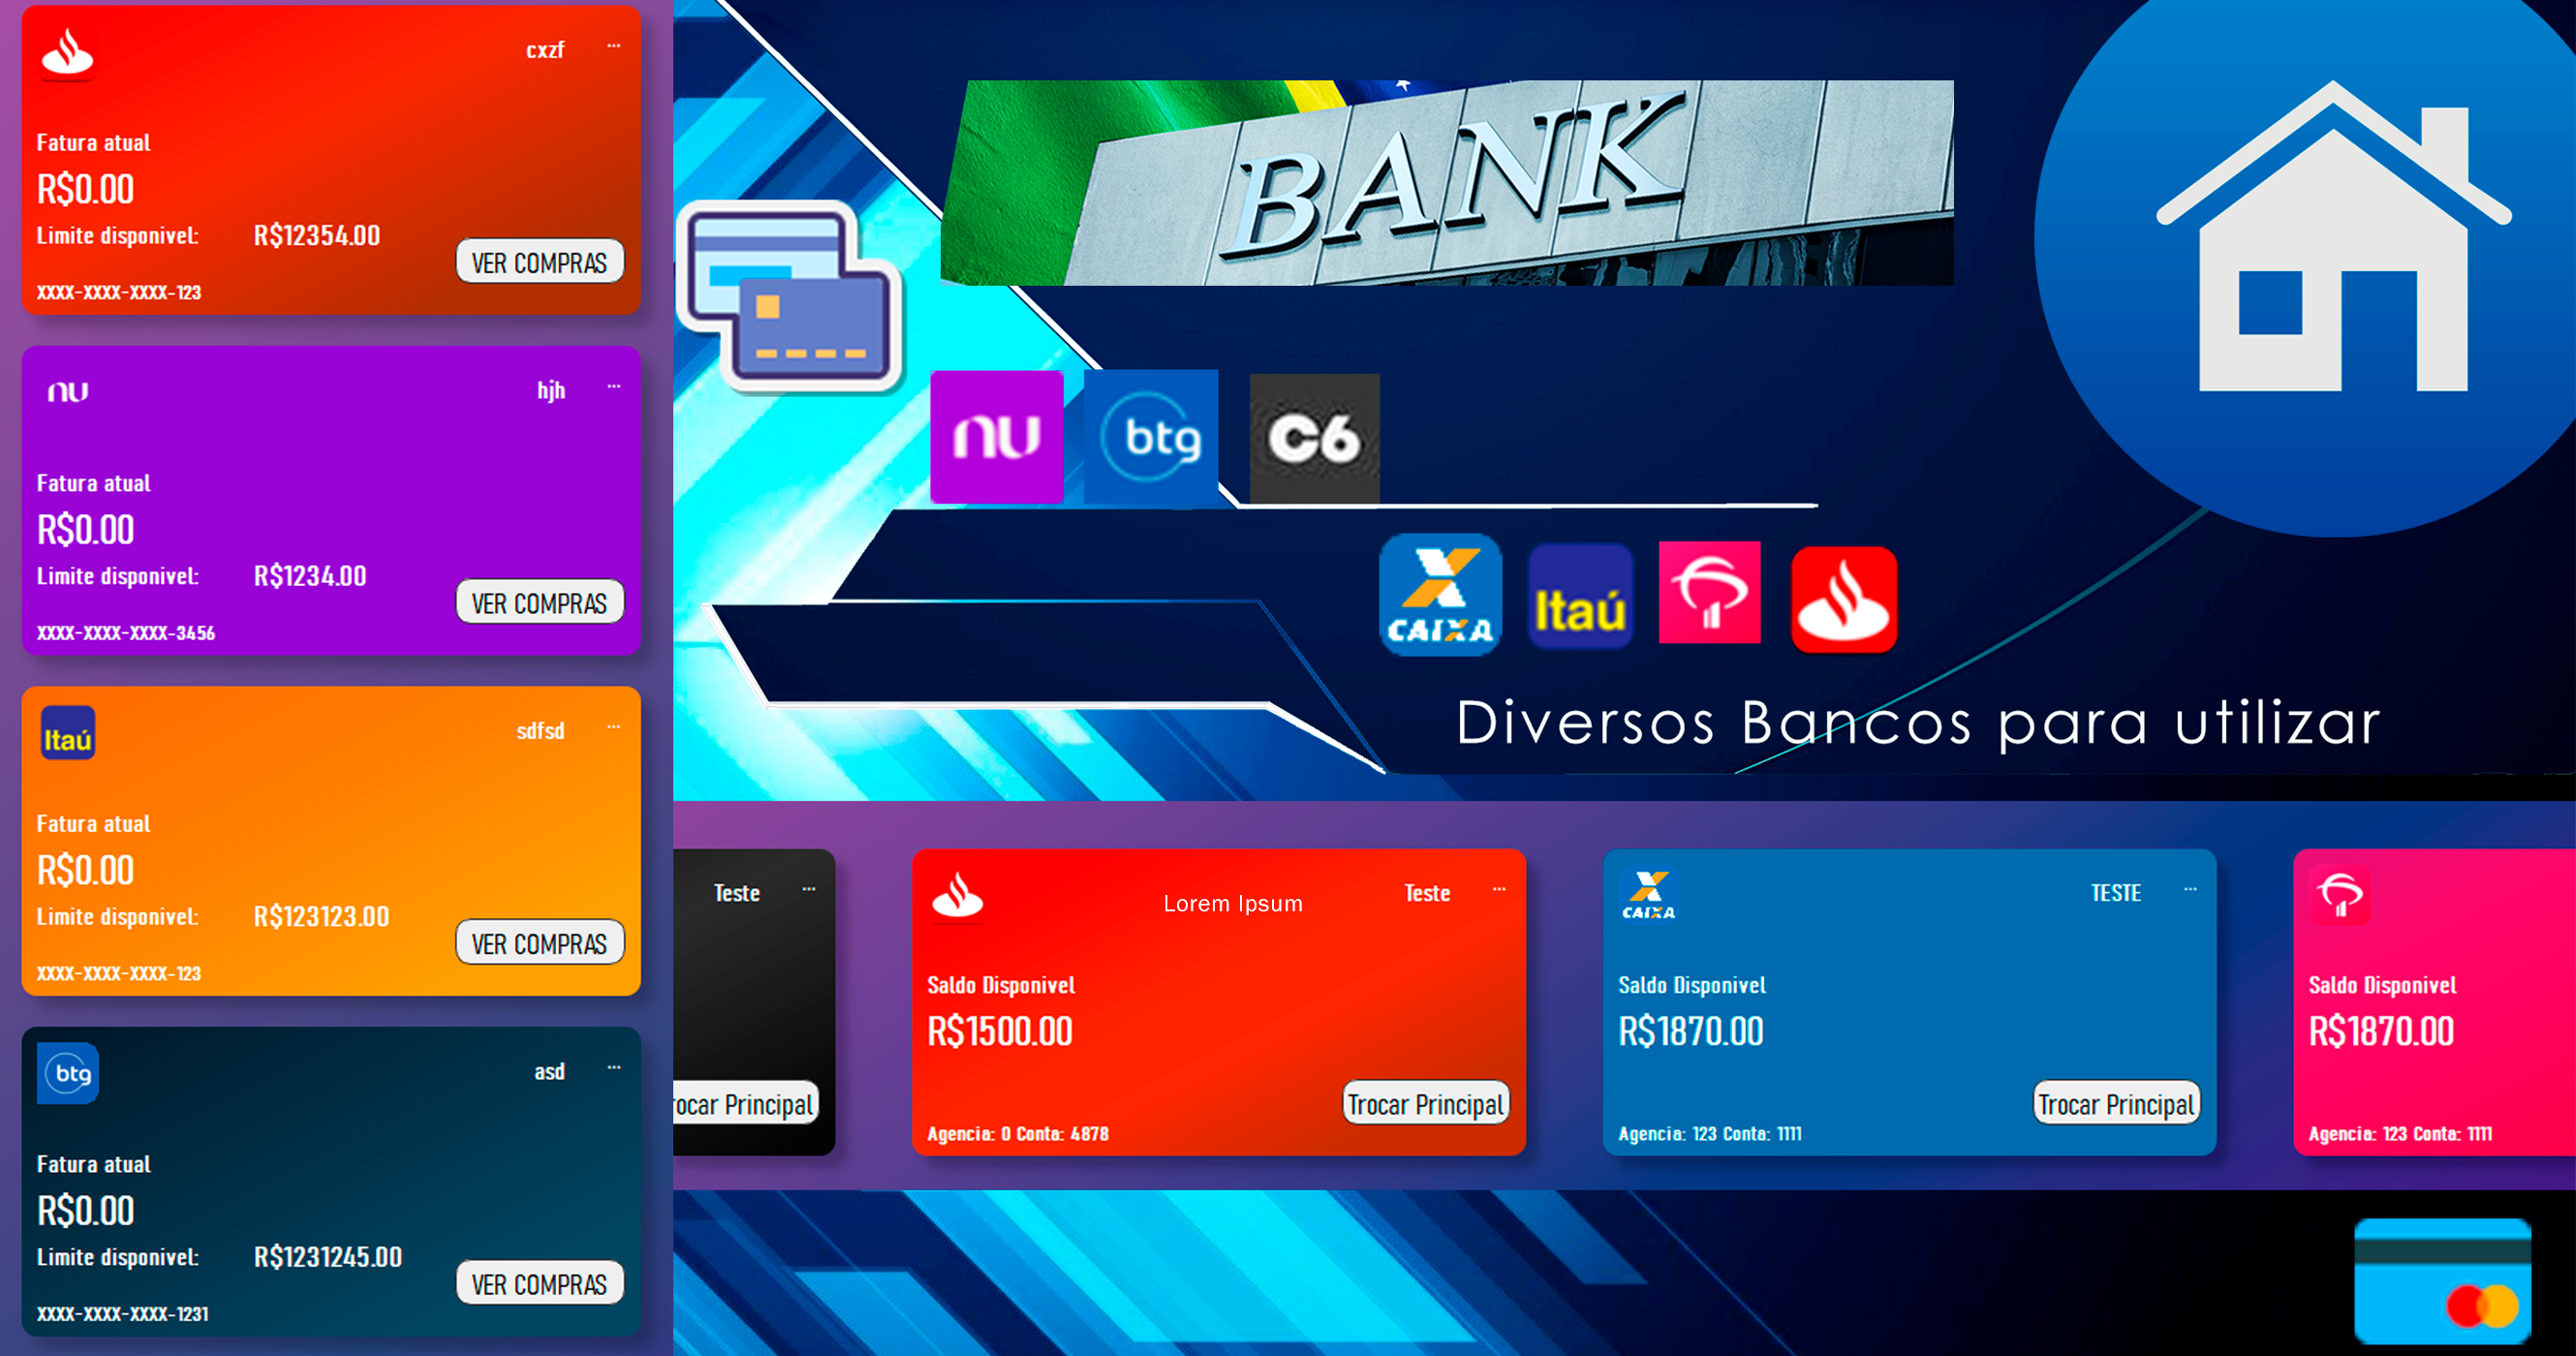 cxzf ...
Fatura atual
R$0.00
Limite disponivel: R$12354.00
VER COMPRAS
XXXX-XXXX-XXXX-123
nu
hjh ...
Fatura atual
R$0.00
Limite disponivel: R$1234.00
VER COMPRAS
XXXX-XXXX-XXXX-3456
Itaú
sdfsd ...
Fatura atual
R$0.00
Limite disponivel: R$123123.00
VER COMPRAS
XXXX-XXXX-XXXX-123
btg
asd ...
Fatura atual
R$0.00
Limite disponivel: R$1231245.00
VER COMPRAS
XXXX-XXXX-XXXX-1231
BANK
nu
btg
C6
CAIXA
Itaú
Diversos Bancos para utilizar
Teste ...
rocar Principal
Lorem Ipsum
Teste ...
Saldo Disponivel
R$1500.00
Trocar Principal
Agencia: 0 Conta: 4878
CAIXA
TESTE ...
Saldo Disponivel
R$1870.00
Trocar Principal
Agencia: 123 Conta: 1111
Saldo Disponivel
R$1870.00
Agencia: 123 Conta: 1111